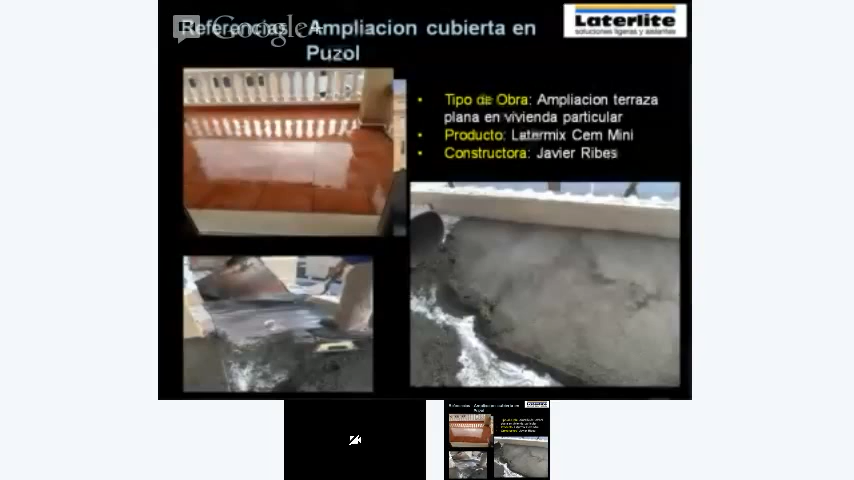 Google+
Referencias Ampliacion cubierta en
Puzol
Laterlite
soluciones ligeras y aislantes
• Tipo de Obra: Ampliacion terraza
plana en vivienda particular
• Producto: Latermix Cem Mini
• Constructora: Javier Ribes